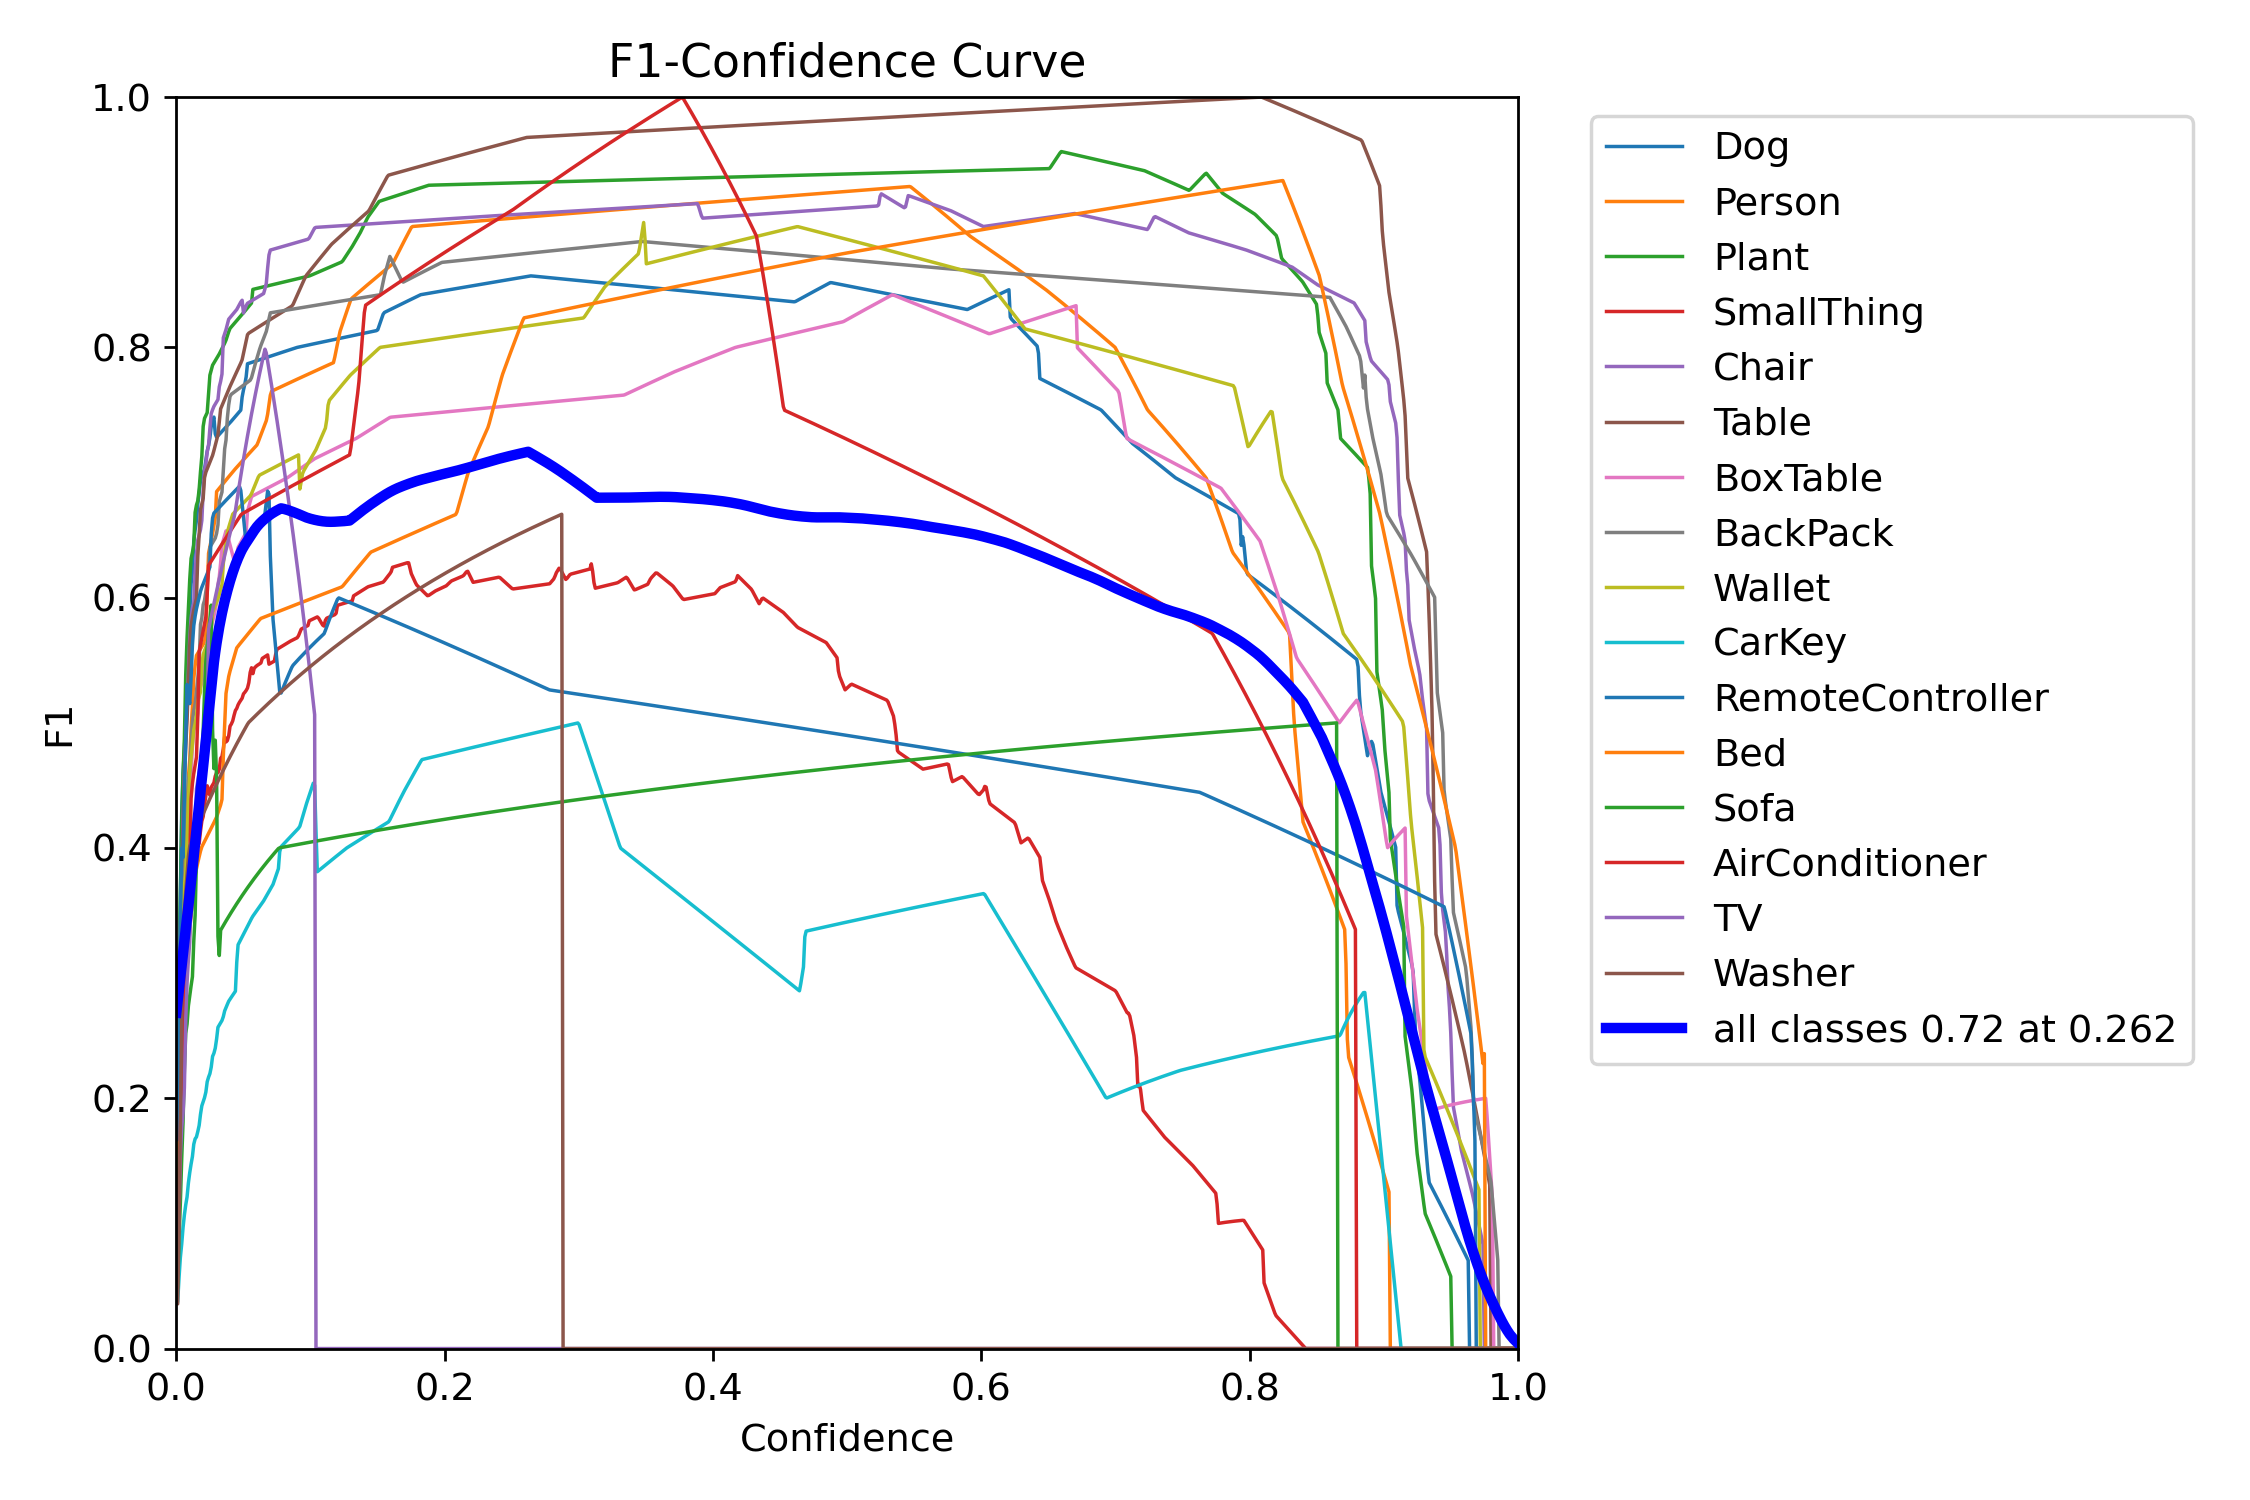 F1-Confidence Curve
1.0
0.8
0.6
0.4
0.2
0.0
F1
0.0 0.2 0.4 0.6 0.8 1.0
Confidence
Dog
Person
Plant
SmallThing
Chair
Table
BoxTable
BackPack
Wallet
CarKey
RemoteController
Bed
Sofa
AirConditioner
TV
Washer
all classes 0.72 at 0.262